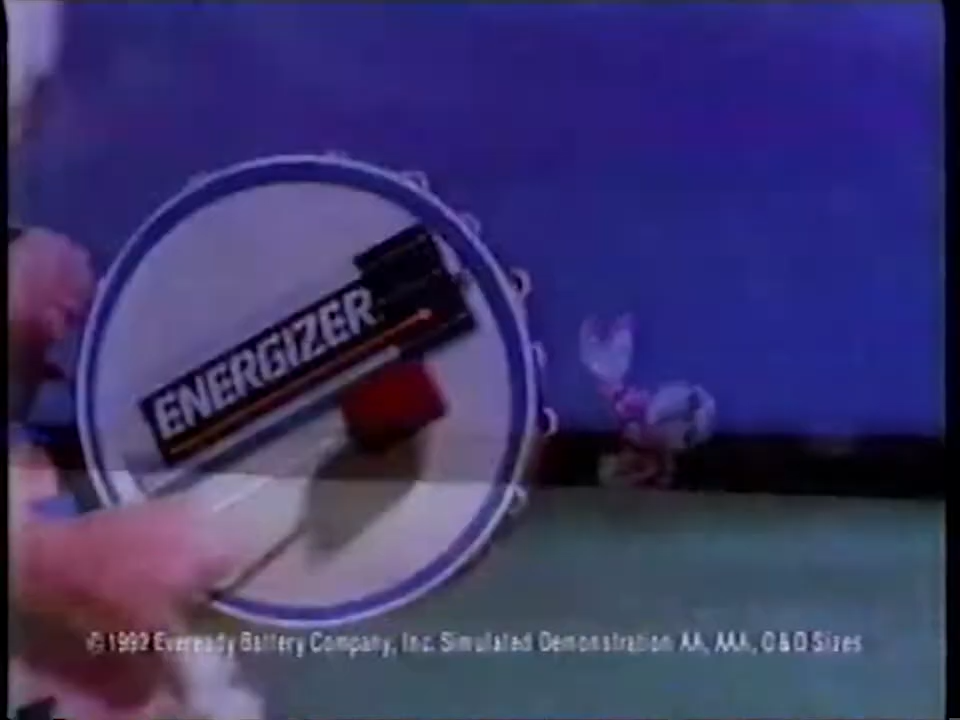 ENERGIZER
© 1992 Eveready Battery Company, Inc. Simulated Demonstration AA, AAA, C&D Sizes